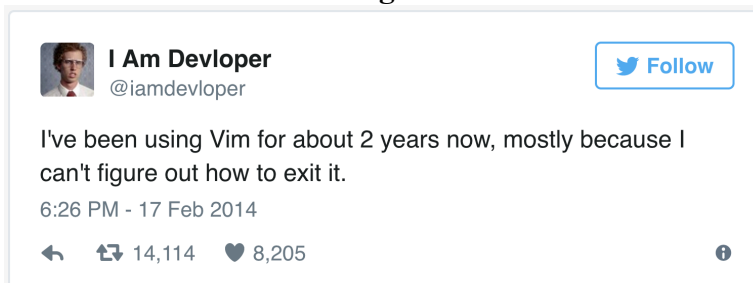 I Am Devloper
@iamdevloper
Follow
I've been using Vim for about 2 years now, mostly because I
can't figure out how to exit it.
6:26 PM - 17 Feb 2014
14,114 8,205